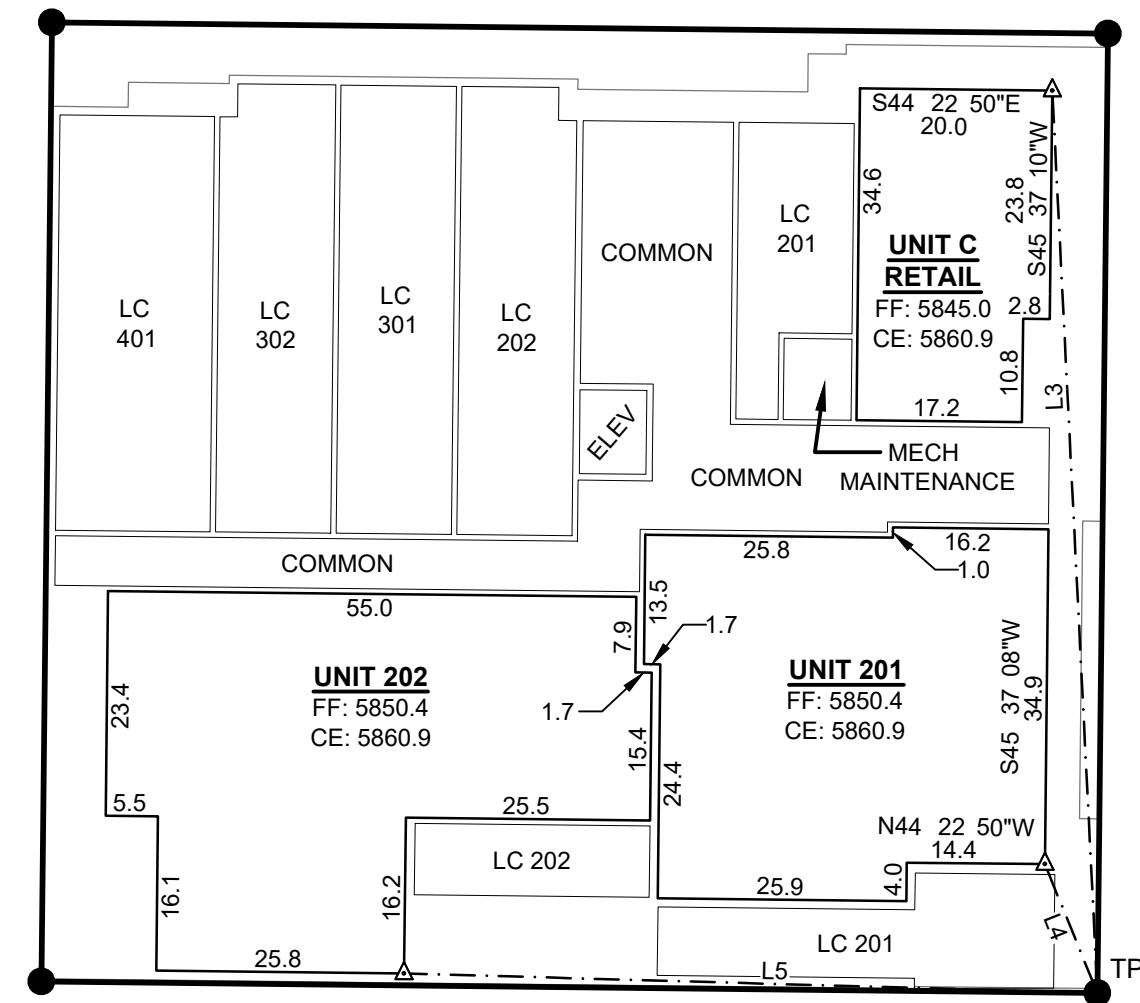 S44 22 50"E
20.0
S45 37 10"W
23.8
34.6
UNIT C
RETAIL
FF: 5845.0
CE: 5860.9
2.8
10.8
17.2
L3
LC
201
COMMON
LC
401
LC
302
LC
301
LC
202
ELEV
MECH
MAINTENANCE
COMMON
COMMON
25.8
16.2
1.0
55.0
13.5
7.9
1.7
1.7
UNIT 202
FF: 5850.4
CE: 5860.9
23.4
15.4
5.5
25.5
16.1
16.2
25.8
LC 202
UNIT 201
FF: 5850.4
CE: 5860.9
S45 37 08"W
34.9
24.4
N44 22 50"W
14.4
4.0
25.9
LC 201
L4
L5
TP